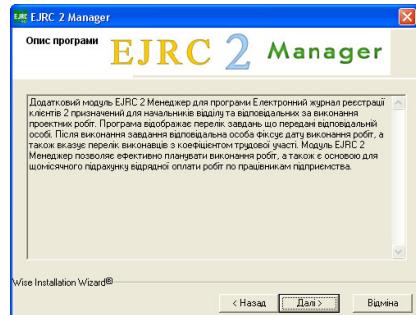 EJRC 2 Manager
Опис програми
EJRC 2 Manager
Додатковий модуль EJRC 2 Менеджер для програми Електронний журнал реєстрації
клієнтів 2 призначений для начальників відділу та відповідальних за виконання
проектних робіт. Програма відображає перелік завдань що передані відповідальній
особі. Після виконання завдання відповідальна особа фіксує дату виконання робіт, а
також вказує перелік виконавців з коефіцієнтом трудової участі. Модуль EJRC 2
Менеджер позволяє ефективно планувати виконання робіт, а також є основою для
щомісячного підрахунку відрядної оплати робіт по працівникам підприємства.
Wise Installation Wizard®
< Назад
Далі >
Відміна